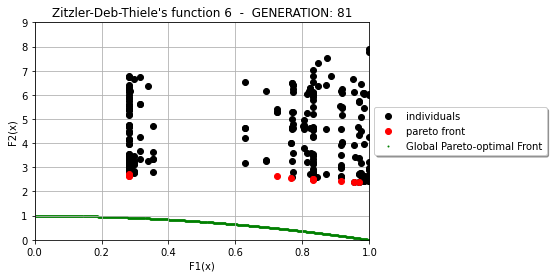 Zitzler-Deb-Thiele's function 6  -  GENERATION: 81
F2(x)
9
8
7
6
5
4
3
2
1
0
0.0 0.2 0.4 0.6 0.8 1.0
F1(x)
individuals
pareto front
Global Pareto-optimal Front